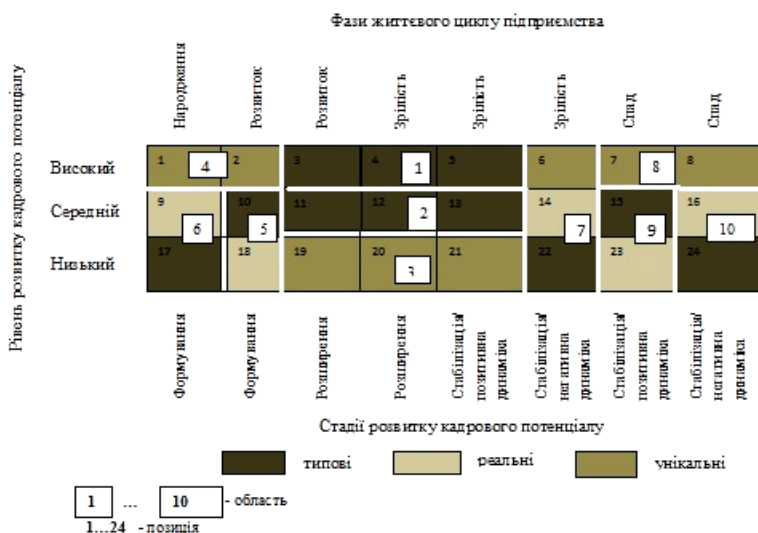 Фази життєвого циклу підприємства
Народження
Розвиток
Розвиток
Зрілість
Зрілість
Зрілість
Спад
Спад
Рівень розвитку кадрового потенціалу
Високий
1
4
2
3
4
1
5
6
7
8
8
Середній
9
6
10
5
11
12
2
13
14
7
15
9
16
10
Низький
17
18
19
20
3
21
22
23
24
Формування
Формування
Розширення
Розширення
Стабілізація/
позитивна
динаміка
Стабілізація/
негативна
динаміка
Стабілізація/
позитивна
динаміка
Стабілізація/
негативна
динаміка
Стадії розвитку кадрового потенціалу
типові
реальні
унікальні
1 ... 10 - область
1...24 - позиція